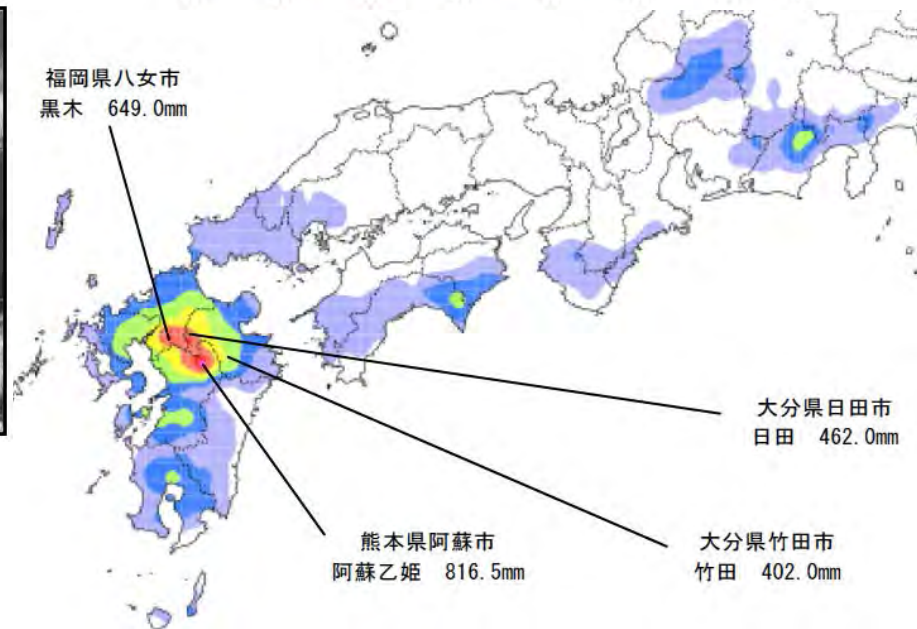 福岡県八女市
黒木 649.0mm
大分県日田市
日田 462.0mm
熊本県阿蘇市
阿蘇乙姫 816.5mm
大分県竹田市
竹田 402.0mm